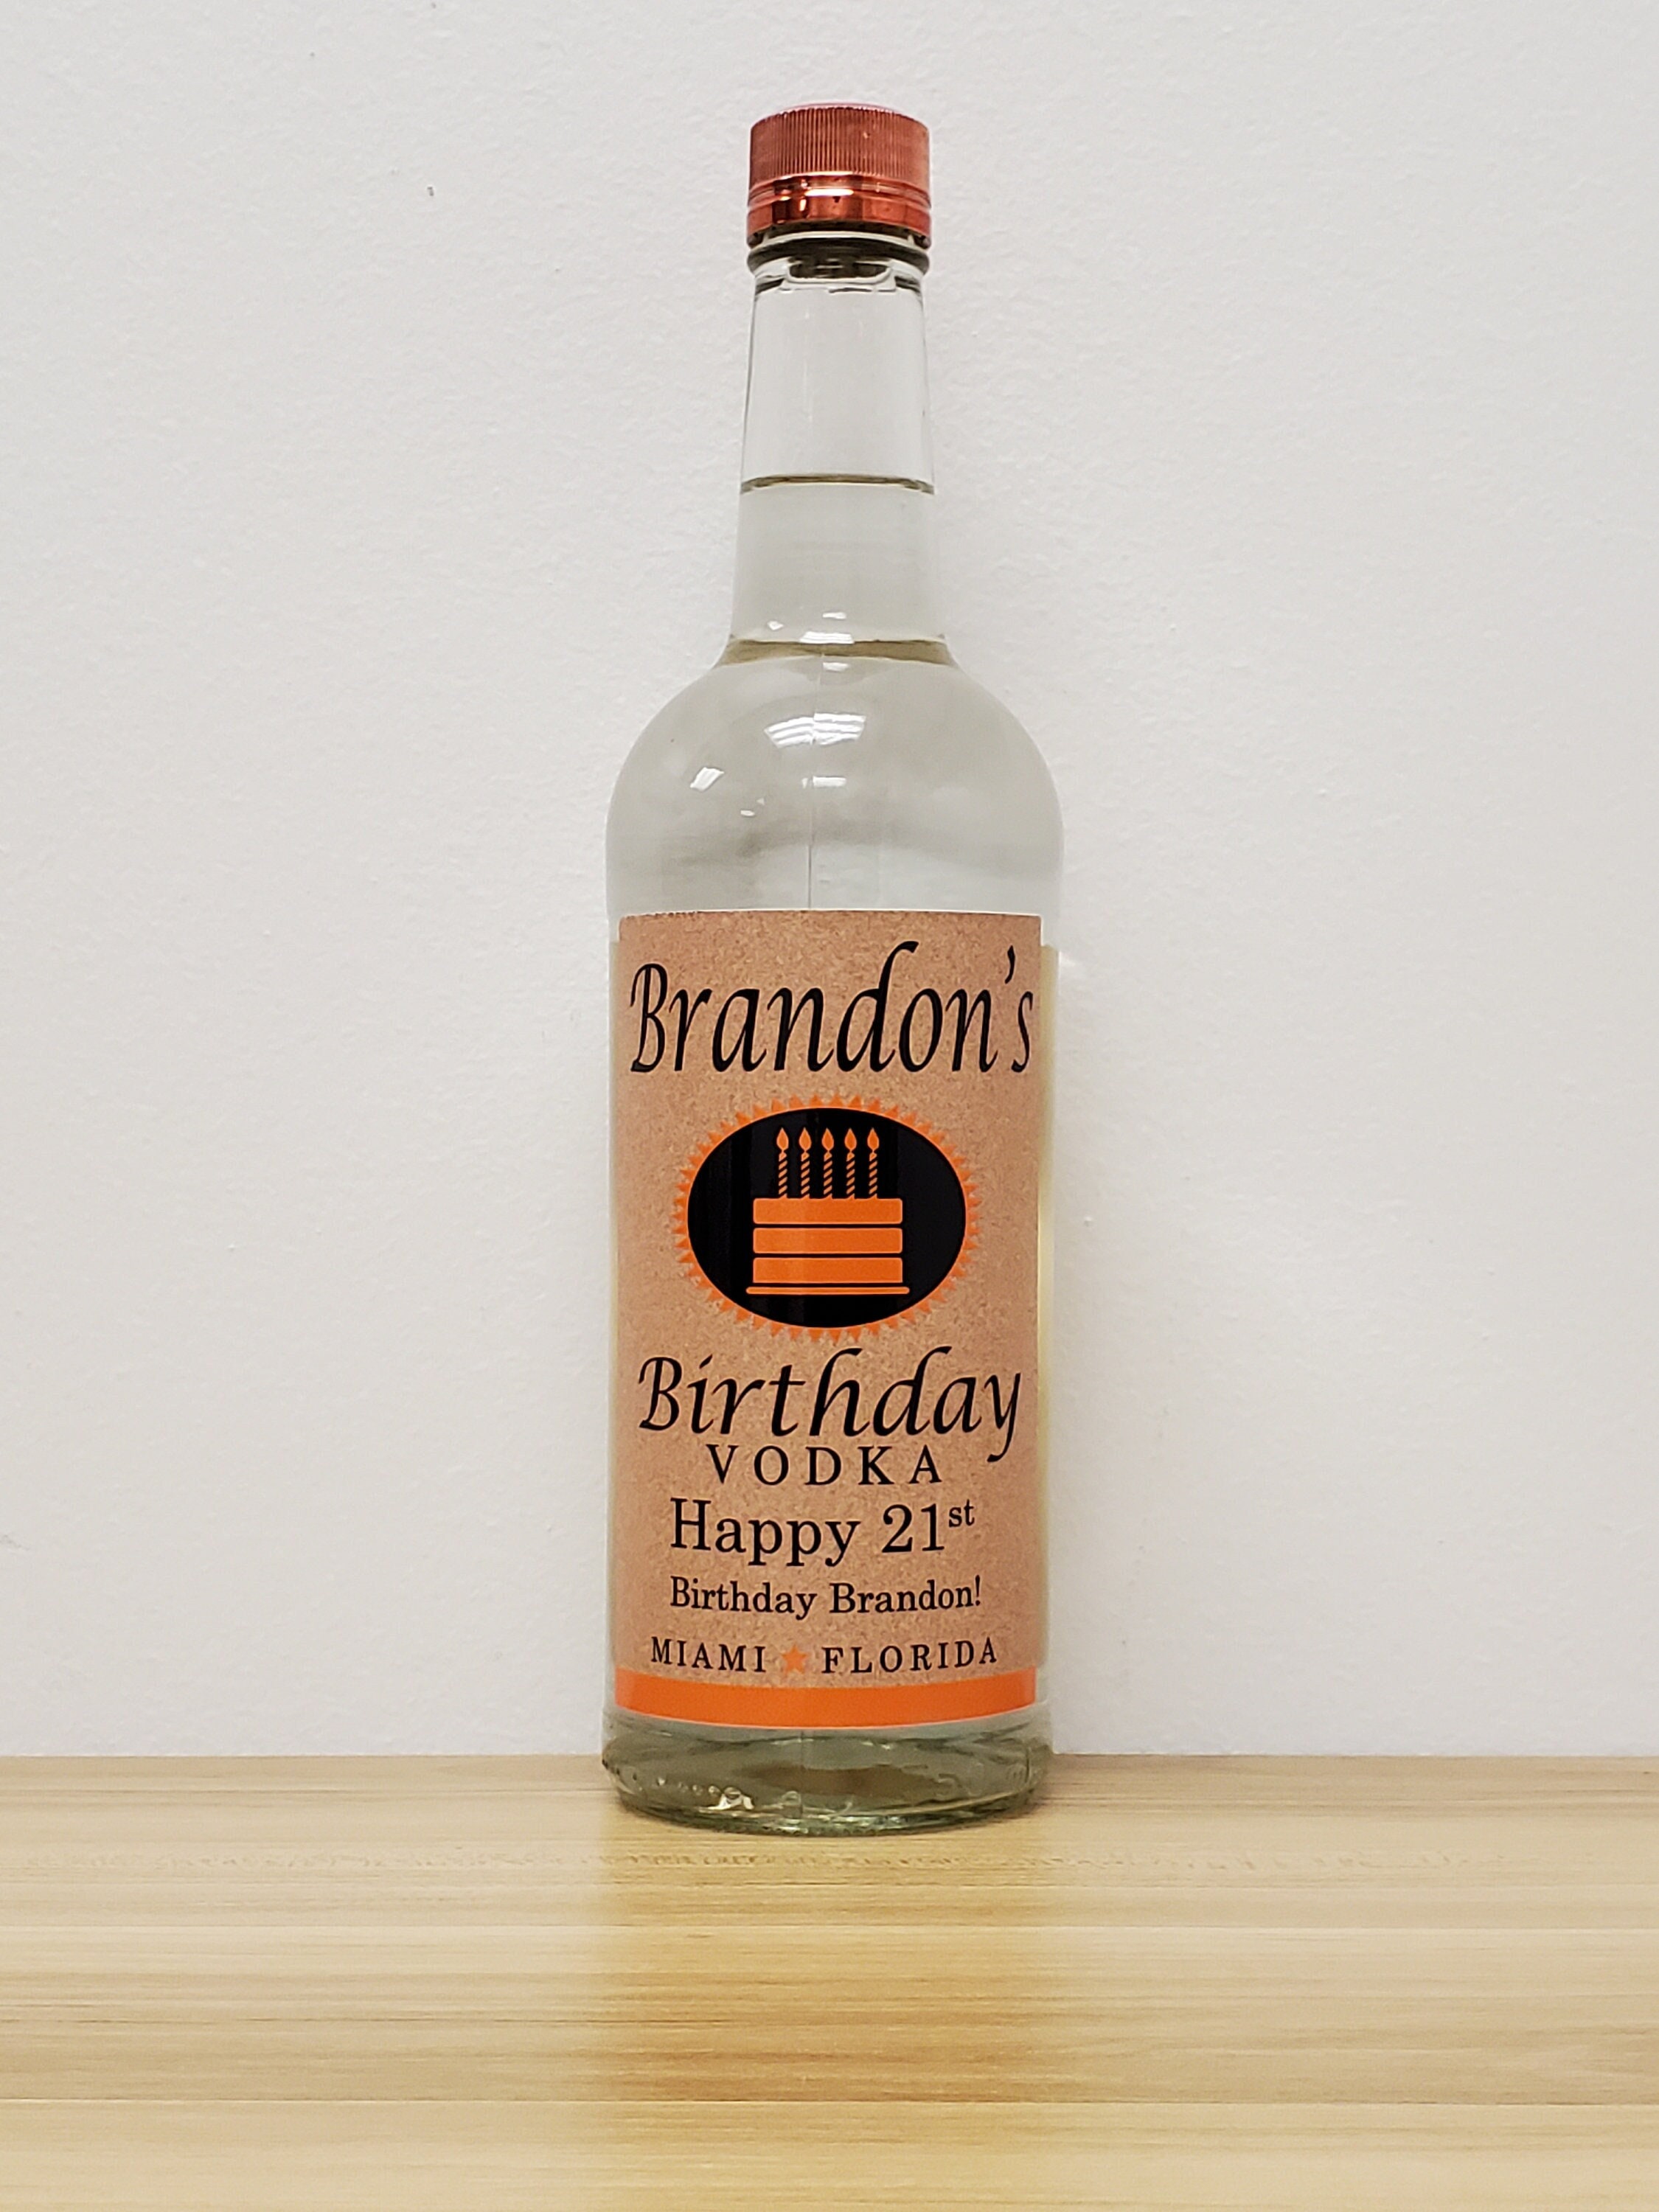 Brandon's
Birthday
VODKA
Happy 21st
Birthday Brandon!
MIAMI ★ FLORIDA